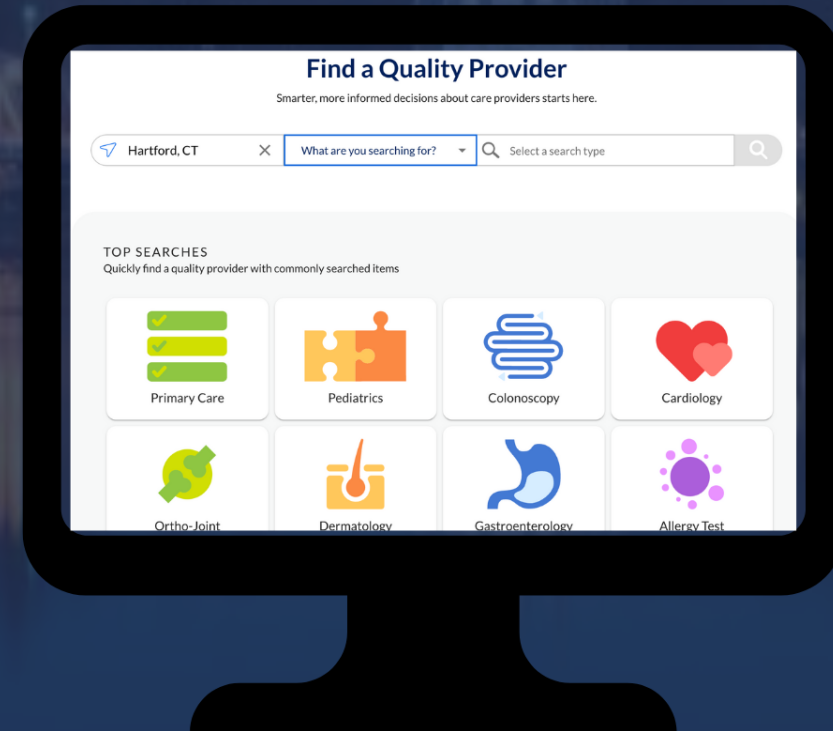 Find a Quality Provider
Smarter, more informed decisions about care providers starts here.
Hartford, CT
What are you searching for?
Select a search type
TOP SEARCHES
Quickly find a quality provider with commonly searched items
Primary Care
Pediatrics
Colonoscopy
Cardiology
Ortho-Joint
Dermatology
Gastroenterology
Allergy Test